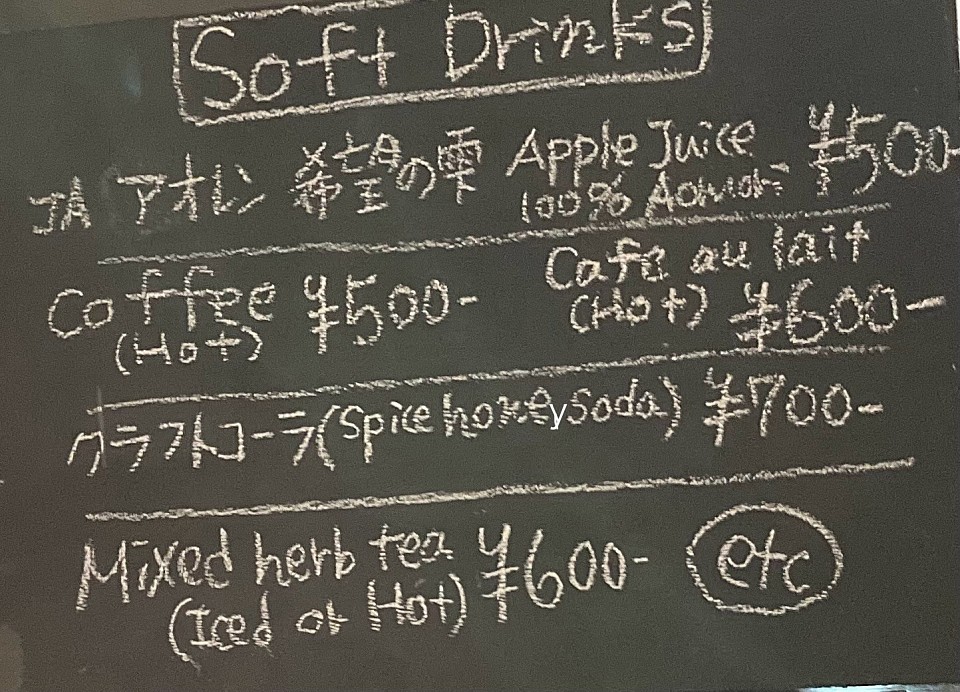 Soft Drinks
JA アオレン 希望の雫 Apple Juice 100% Aomori ¥500-
Coffee (Hot) ¥500-
Cafe au lait (Hot) ¥600-
クラフトコーラ(Spice honey Soda) ¥700-
Mixed herb tea ¥600- etc
(Iced or Hot)